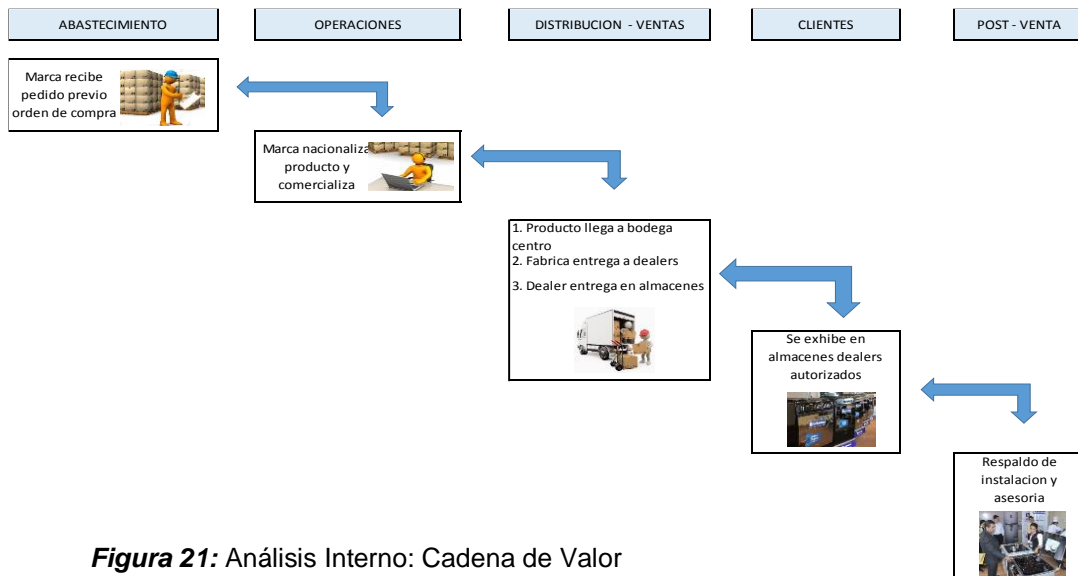 ABASTECIMIENTO
OPERACIONES
DISTRIBUCION - VENTAS
CLIENTES
POST - VENTA
Marca recibe
pedido previo
orden de compra
Marca nacionaliza
producto y
comercializa
1. Producto llega a bodega
centro
2. Fabrica entrega a dealers
3. Dealer entrega en almacenes
Se exhibe en
almacenes dealers
autorizados
Respaldo de
instalacion y
asesoria
Figura 21: Análisis Interno: Cadena de Valor